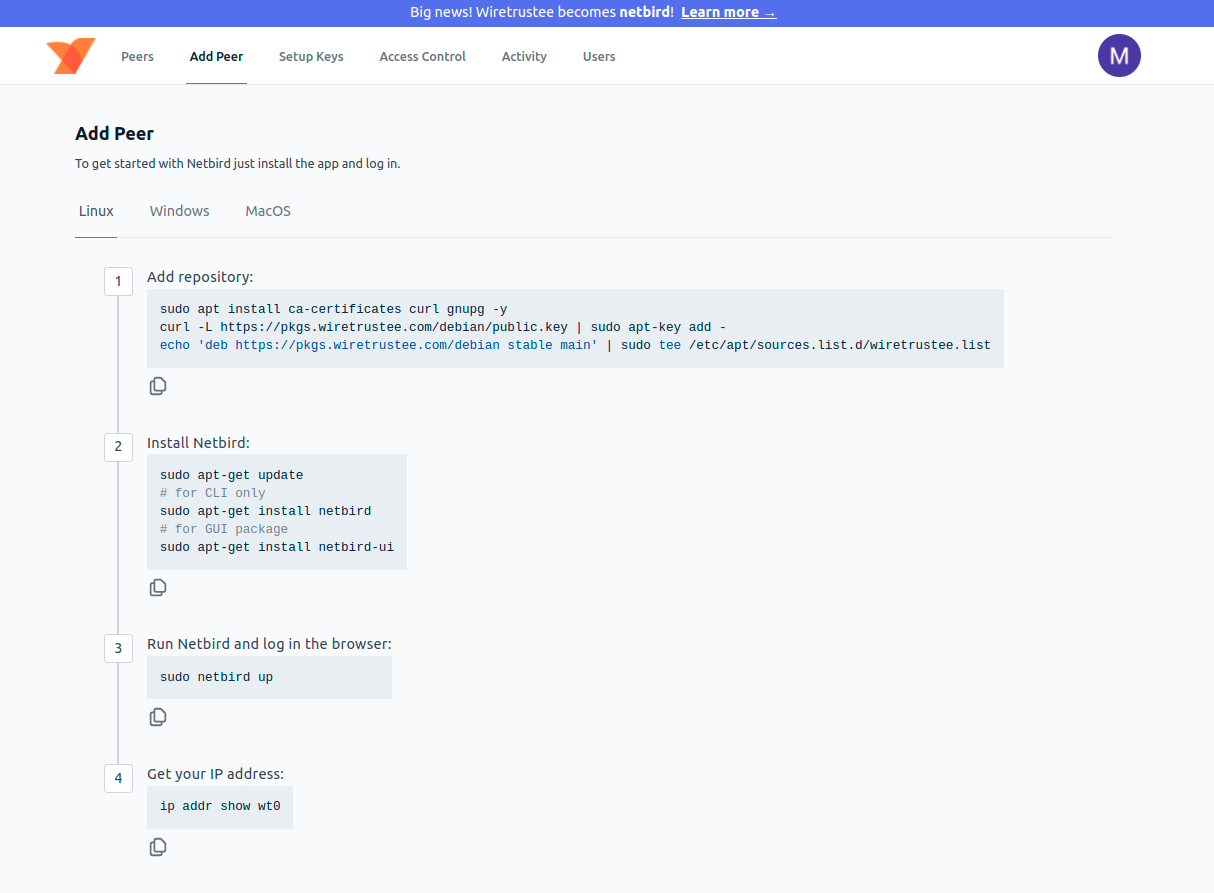 Big news! Wiretrustee becomes netbird! Learn more →
Peers Add Peer Setup Keys Access Control Activity Users M
Add Peer
To get started with Netbird just install the app and log in.
Linux Windows MacOS
1 Add repository:
sudo apt install ca-certificates curl gnupg -y
curl -L https://pkgs.wiretrustee.com/debian/public.key | sudo apt-key add -
echo 'deb https://pkgs.wiretrustee.com/debian stable main' | sudo tee /etc/apt/sources.list.d/wiretrustee.list
2 Install Netbird:
sudo apt-get update
# for CLI only
sudo apt-get install netbird
# for GUI package
sudo apt-get install netbird-ui
3 Run Netbird and log in the browser:
sudo netbird up
4 Get your IP address:
ip addr show wt0